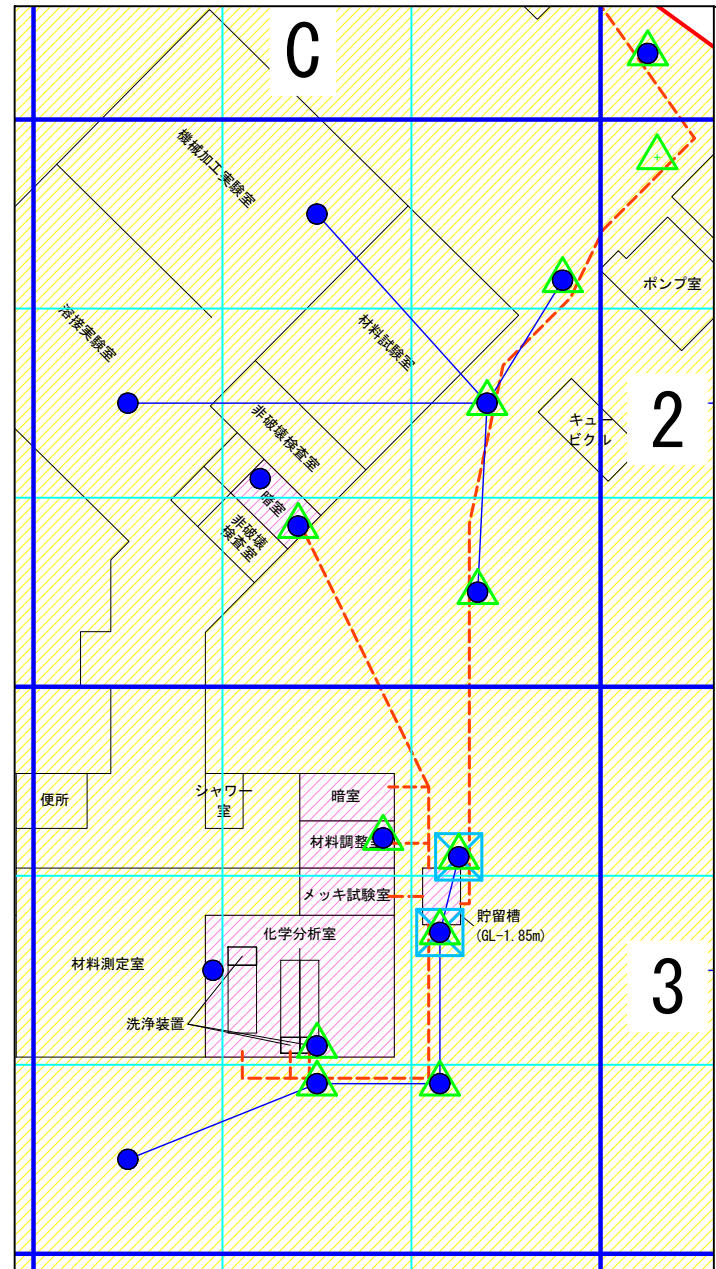 C
機械加工実験室
ポンプ室
溶接実験室
材料試験室
2
キュー
ビクル
非破壊検査室
暗室
非破壊
検査室
便所
シャワー
室
暗室
材料調整室
メッキ試験室
貯留槽
(GL-1.85m)
化学分析室
材料測定室
3
洗浄装置